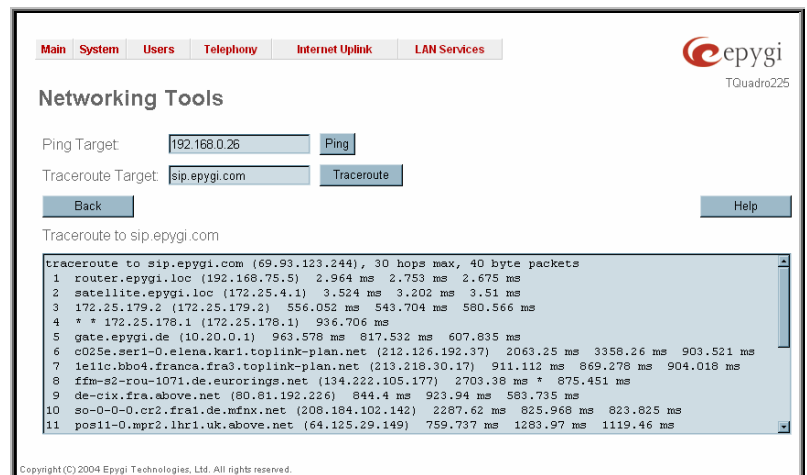 Main System Users Telephony Internet Uplink LAN Services
epygi
TQuadro225
Networking Tools
Ping Target: 192.168.0.26 Ping
Traceroute Target: sip.epygi.com Traceroute
Back Help
Traceroute to sip.epygi.com
traceroute to sip.epygi.com (69.93.123.244), 30 hops max, 40 byte packets
1 router.epygi.loc (192.168.75.5) 2.964 ms 2.753 ms 2.675 ms
2 satellite.epygi.loc (172.25.4.1) 3.524 ms 3.202 ms 3.51 ms
3 172.25.179.2 (172.25.179.2) 556.052 ms 543.704 ms 580.566 ms
4 * * 172.25.178.1 (172.25.178.1) 936.706 ms
5 gate.epygi.de (10.20.0.1) 963.578 ms 817.532 ms 607.835 ms
6 c025e.ser1-0.elena.kar1.toplink-plan.net (212.126.192.37) 2063.25 ms 3358.26 ms 903.521 ms
7 1e11c.bbo4.franca.fra3.toplink-plan.net (213.218.30.17) 911.112 ms 869.278 ms 904.018 ms
8 ffm-s2-rou-1071.de.eurorings.net (134.222.105.177) 2703.38 ms * 875.451 ms
9 de-cix.fra.above.net (80.81.192.226) 844.4 ms 923.94 ms 583.735 ms
10 so-0-0-0.cr2.fra1.de.mfnx.net (208.184.102.142) 2287.62 ms 825.968 ms 823.825 ms
11 pos11-0.mpr2.lhr1.uk.above.net (64.125.29.149) 759.737 ms 1283.97 ms 1119.46 ms
Copyright (C) 2004 Epygi Technologies, Ltd. All rights reserved.